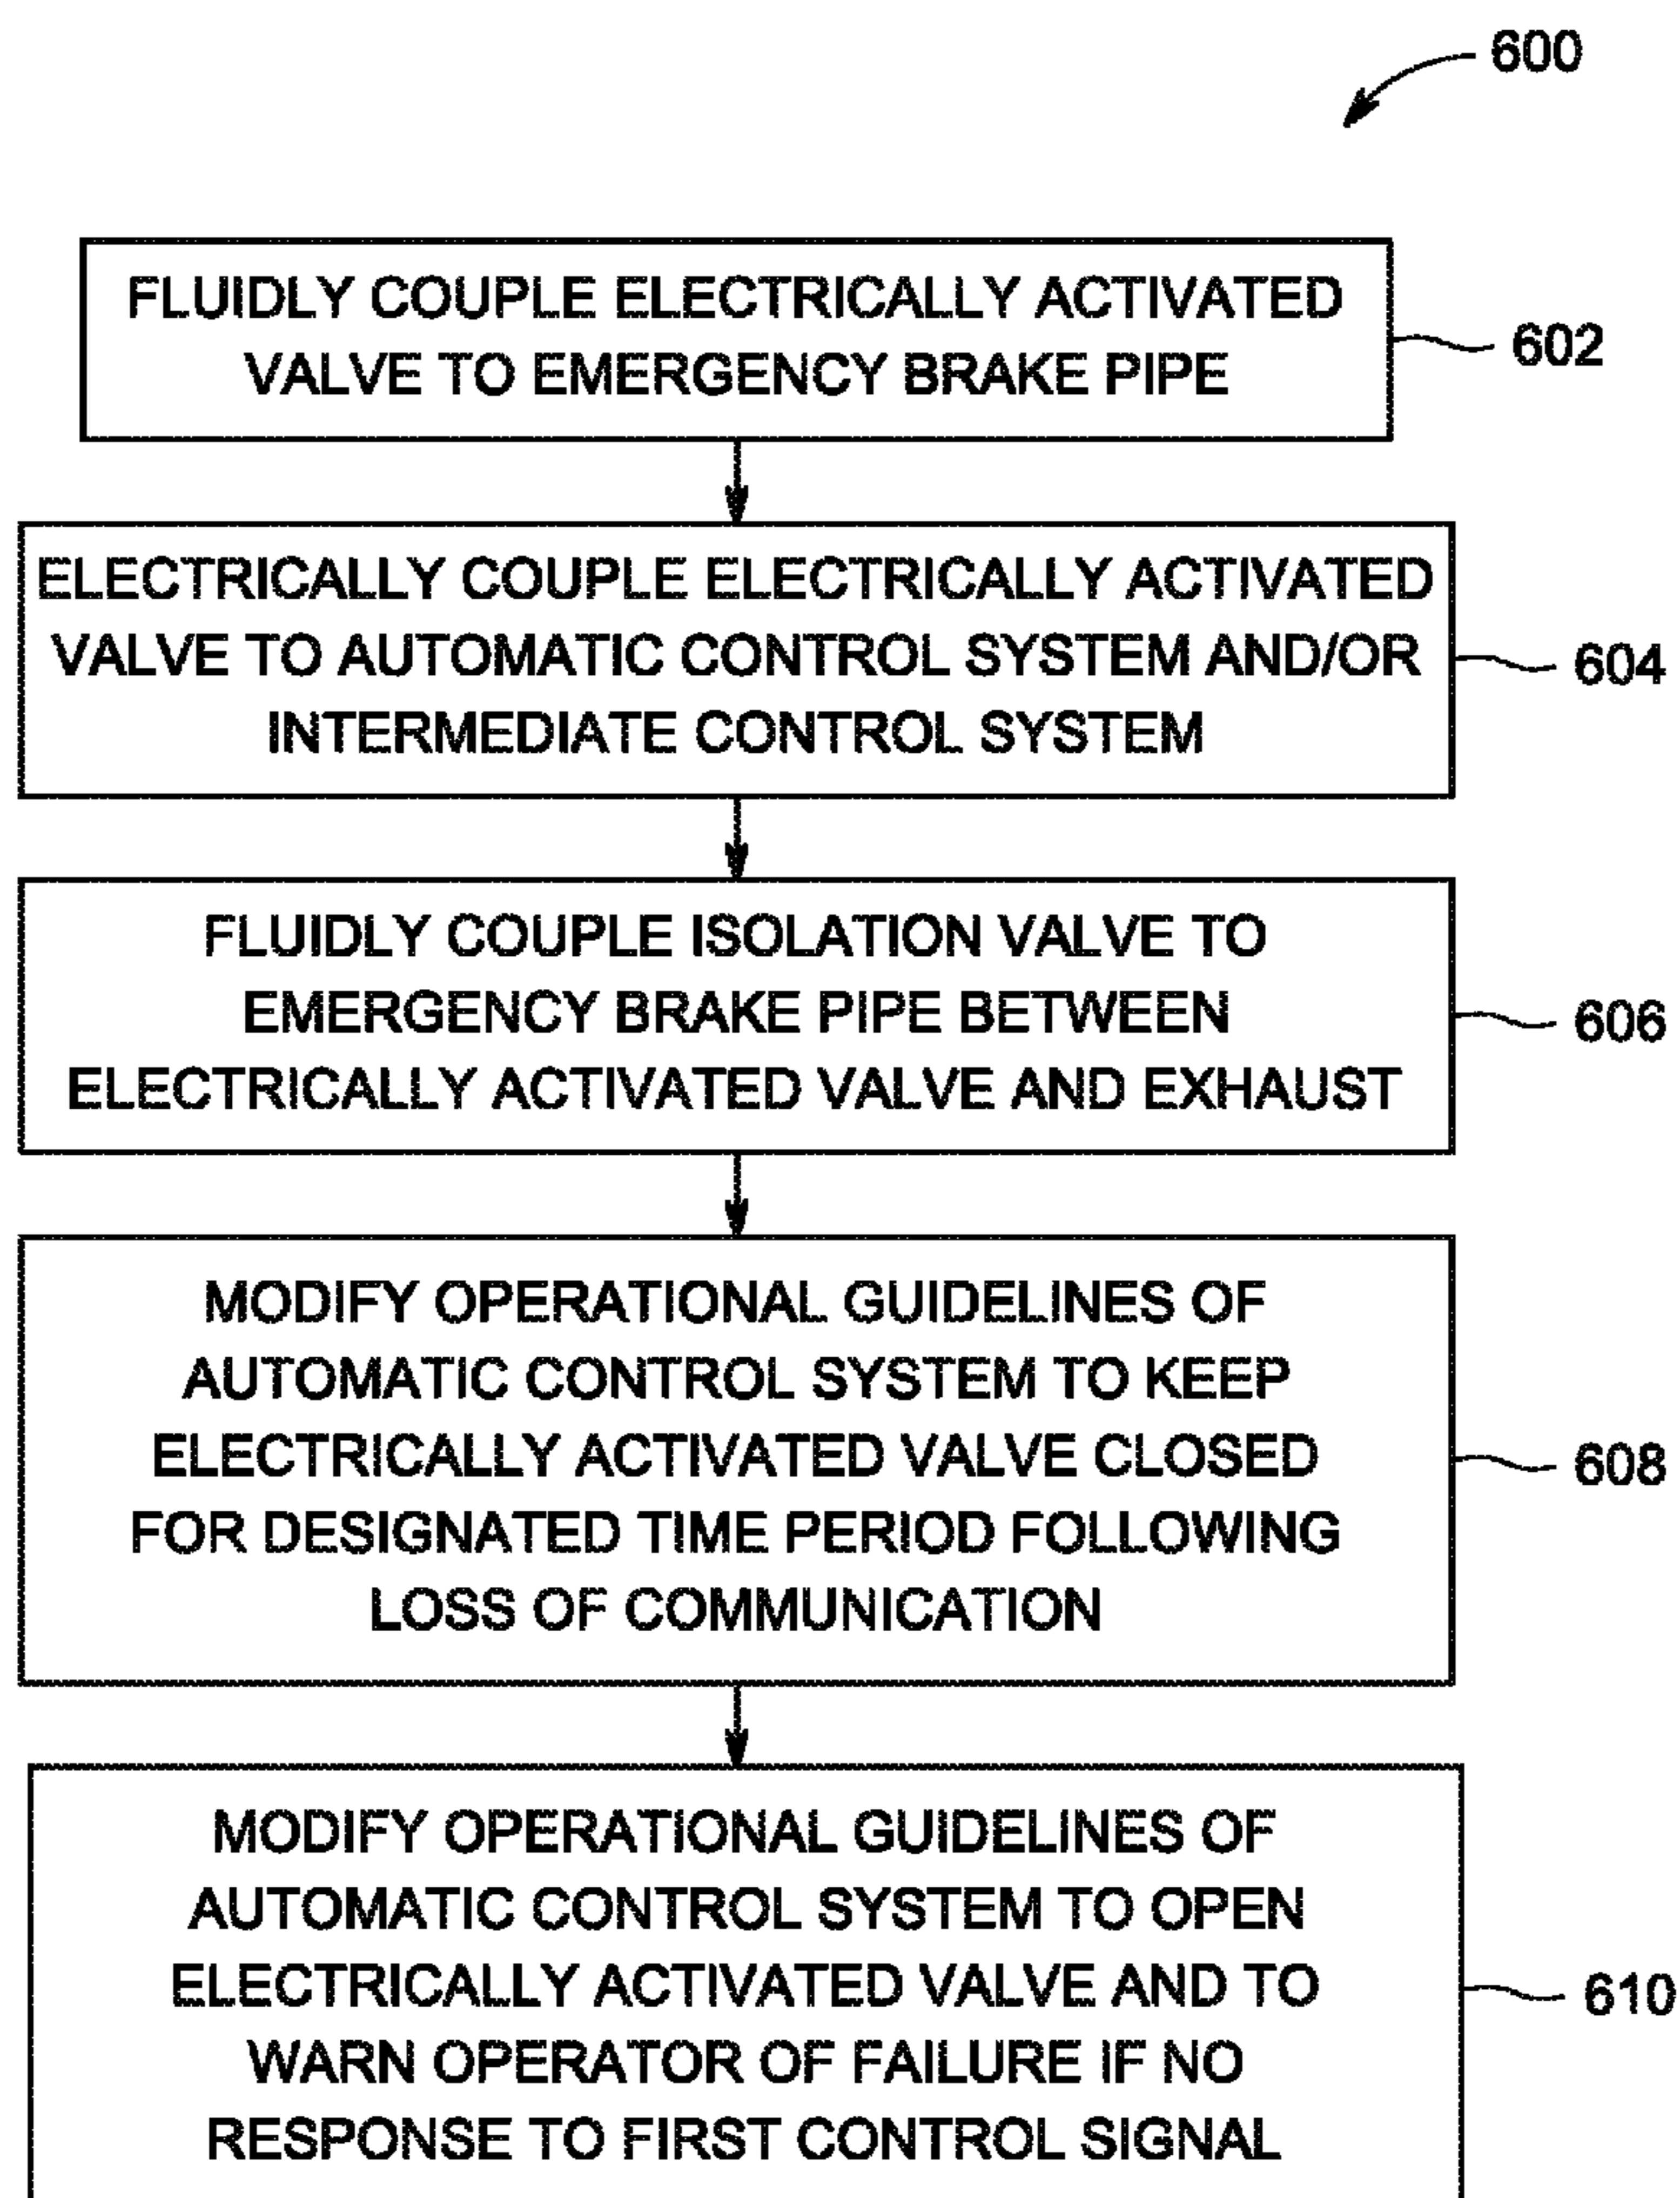 600
FLUIDLY COUPLE ELECTRICALLY ACTIVATED
VALVE TO EMERGENCY BRAKE PIPE
602
ELECTRICALLY COUPLE ELECTRICALLY ACTIVATED
VALVE TO AUTOMATIC CONTROL SYSTEM AND/OR
INTERMEDIATE CONTROL SYSTEM
604
FLUIDLY COUPLE ISOLATION VALVE TO
EMERGENCY BRAKE PIPE BETWEEN
ELECTRICALLY ACTIVATED VALVE AND EXHAUST
606
MODIFY OPERATIONAL GUIDELINES OF
AUTOMATIC CONTROL SYSTEM TO KEEP
ELECTRICALLY ACTIVATED VALVE CLOSED
FOR DESIGNATED TIME PERIOD FOLLOWING
LOSS OF COMMUNICATION
608
MODIFY OPERATIONAL GUIDELINES OF
AUTOMATIC CONTROL SYSTEM TO OPEN
ELECTRICALLY ACTIVATED VALVE AND TO
WARN OPERATOR OF FAILURE IF NO
RESPONSE TO FIRST CONTROL SIGNAL
610